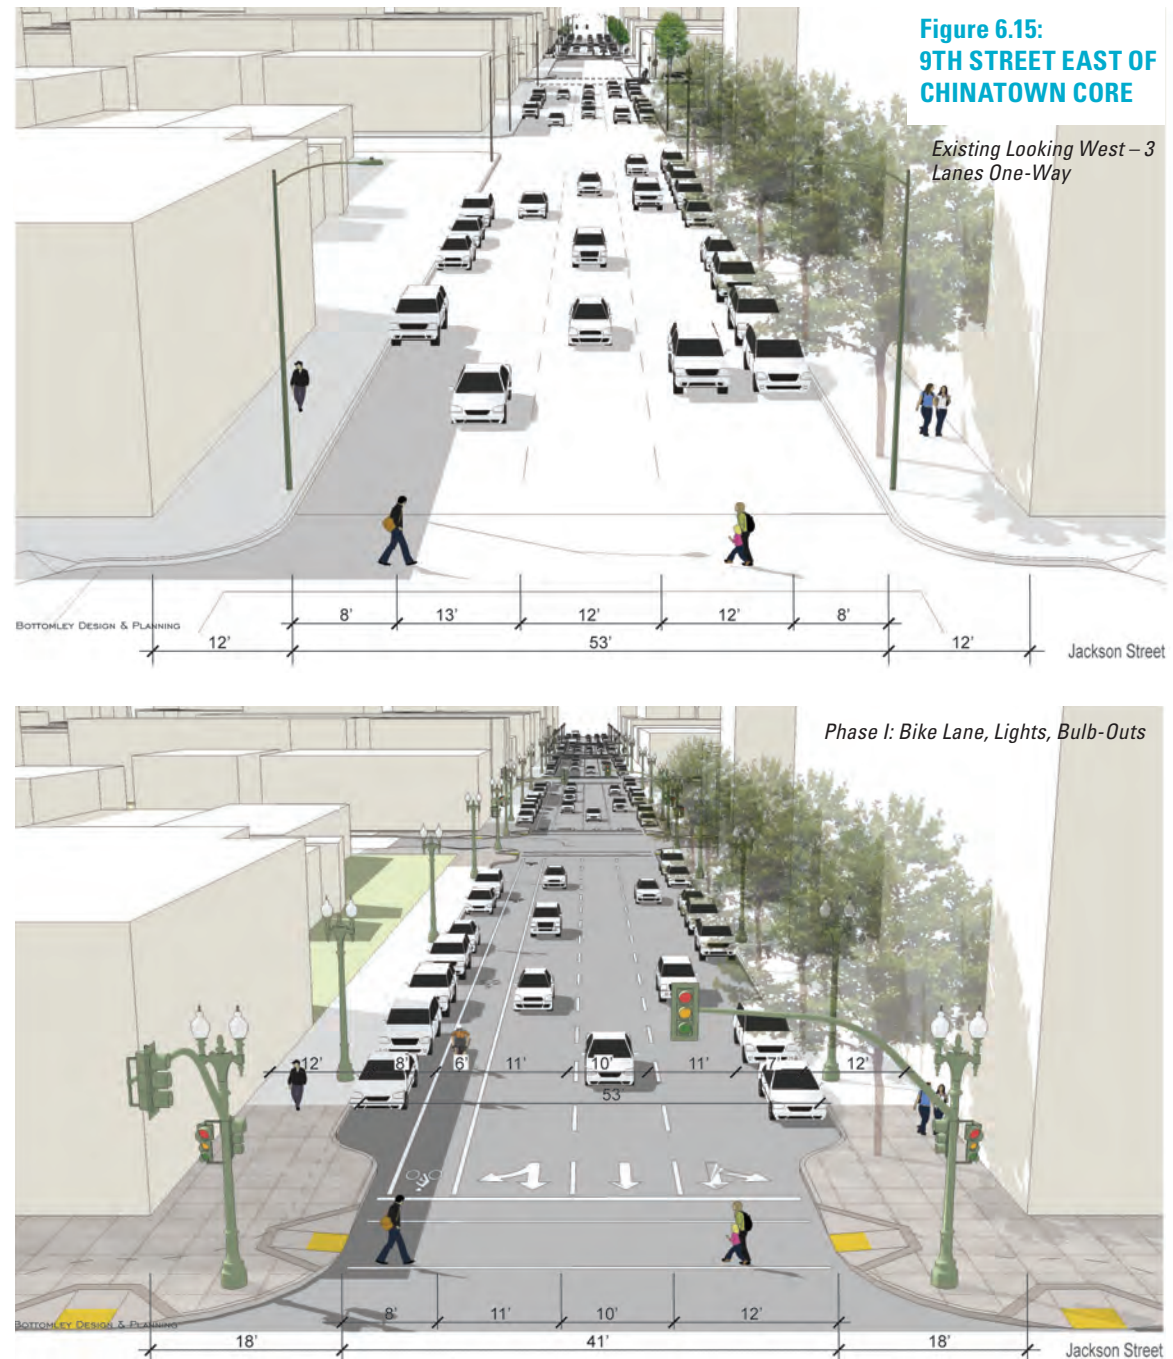 Figure 6.15:
9TH STREET EAST OF
CHINATOWN CORE
Existing Looking West – 3
Lanes One-Way
8'
13'
12'
12'
8'
BOTTOMLEY DESIGN & PLANNING
12'
53'
12'
Jackson Street
Phase I: Bike Lane, Lights, Bulb-Outs
12'
8'
6'
11'
10'
11'
7'
12'
53'
8'
11'
10'
12'
BOTTOMLEY DESIGN & PLANNING
18'
41'
18'
Jackson Street